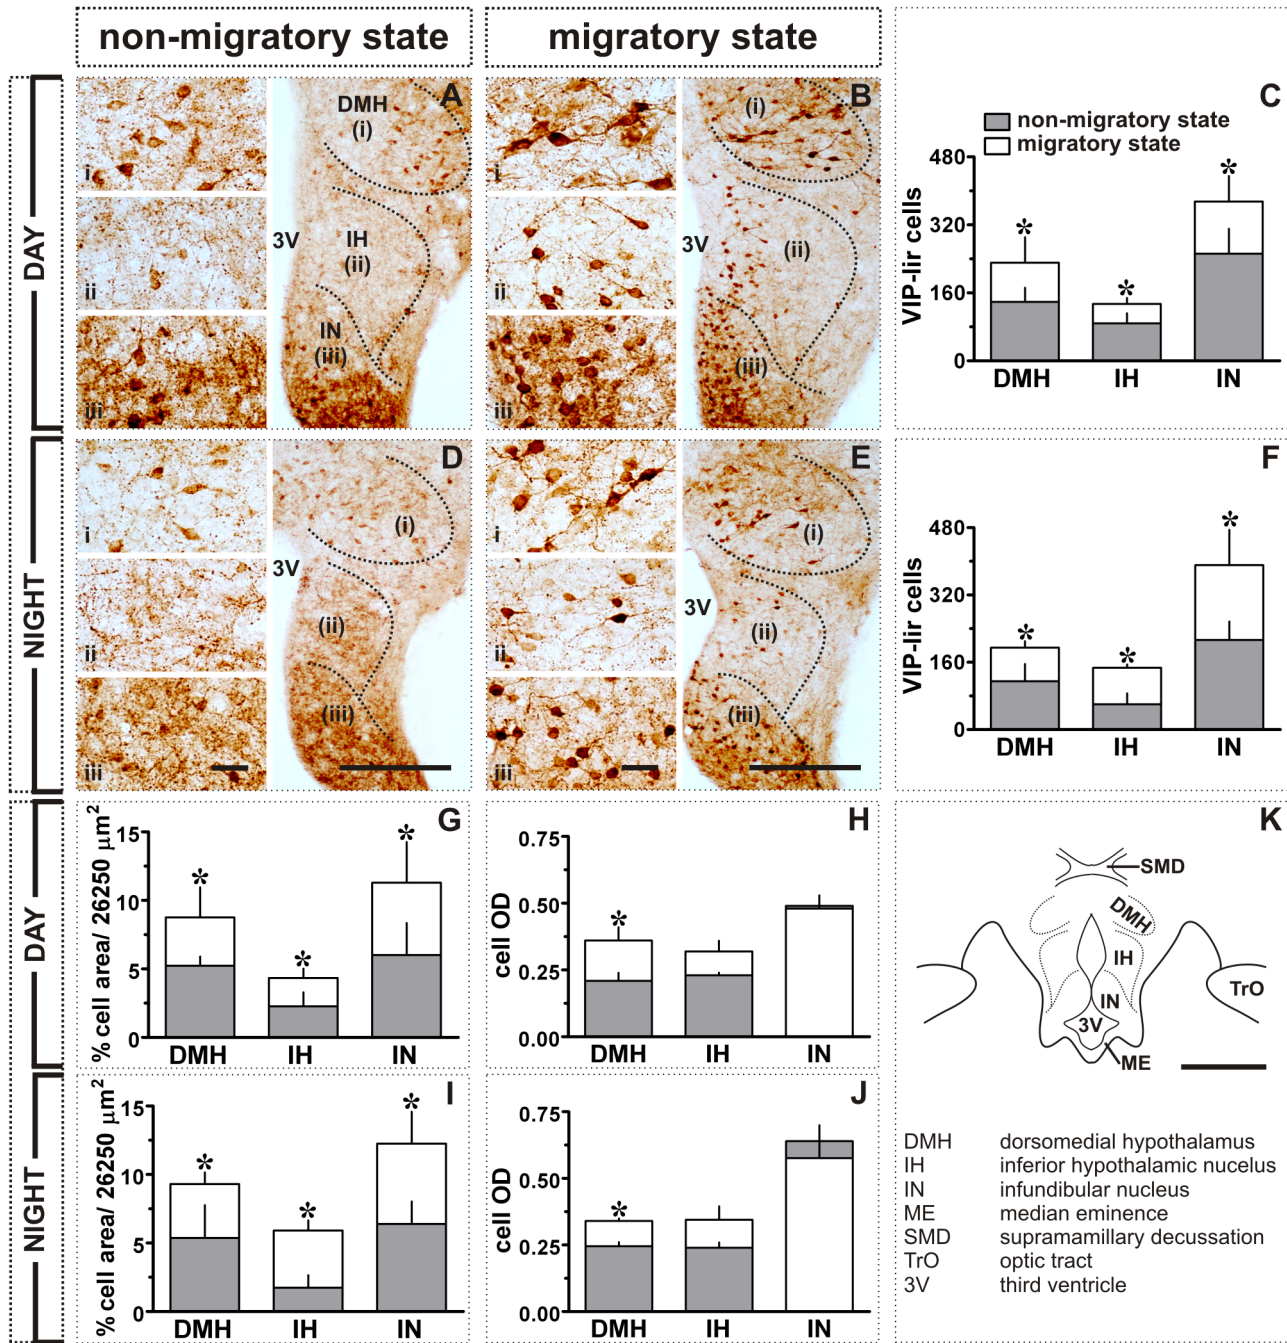 non-migratory state
migratory state
DAY
A
DMH
(i)
3V
IH
(ii)
IN
(iii)
i
ii
iii
B
(i)
3V
(ii)
(iii)
i
ii
iii
C
non-migratory state
migratory state
VIP-lir cells
480
320
160
0
*
*
*
DMH IH IN
NIGHT
D
(i)
3V
(ii)
(iii)
i
ii
iii
E
(i)
3V
(ii)
(iii)
i
ii
iii
F
VIP-lir cells
480
320
160
0
*
*
*
DMH IH IN
DAY
G
% cell area/ 26250 µm²
15
10
5
0
*
*
*
DMH IH IN
H
cell OD
0.75
0.50
0.25
0.00
*
DMH IH IN
K
SMD
DMH
IH
TrO
IN
3V
ME
NIGHT
I
% cell area/ 26250 µm²
15
10
5
0
*
*
*
DMH IH IN
J
cell OD
0.75
0.50
0.25
0.00
*
DMH IH IN
DMH dorsomedial hypothalamus
IH inferior hypothalamic nucelus
IN infundibular nucleus
ME median eminence
SMD supramamillary decussation
TrO optic tract
3V third ventricle